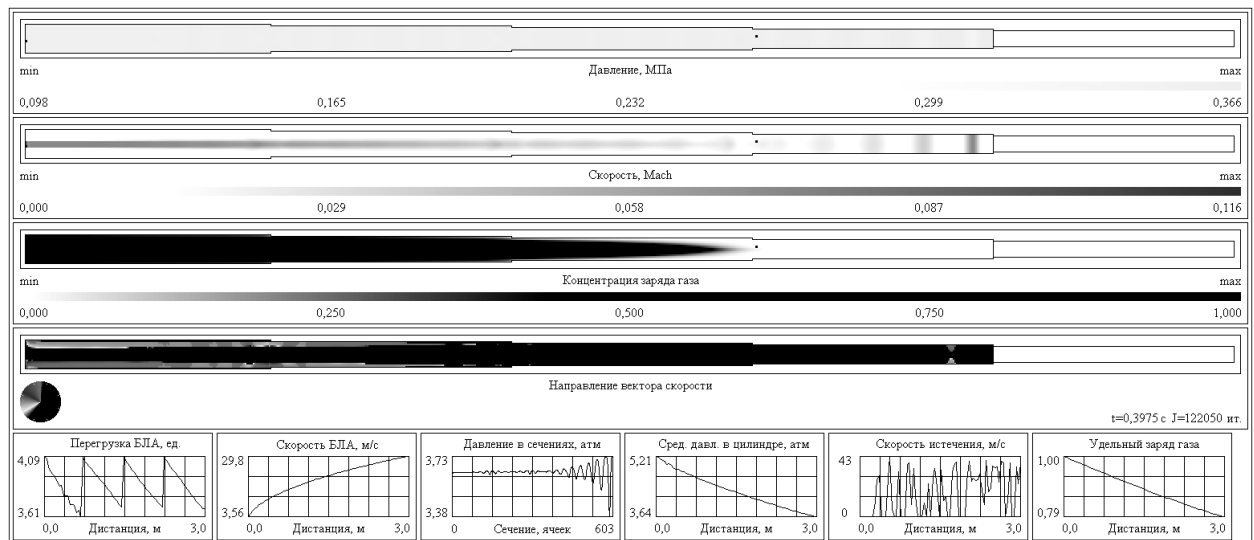 min Давление, МПа max
0,098 0,165 0,232 0,299 0,366
min Скорость, Mach max
0,000 0,029 0,058 0,087 0,116
min Концентрация заряда газа max
0,000 0,250 0,500 0,750 1,000
Направление вектора скорости
t=0,3975 с J=122050 ит.
Перегрузка БЛА, ед.
4,09
3,61
0,0 Дистанция, м 3,0
Скорость БЛА, м/с
29,8
3,56
0,0 Дистанция, м 3,0
Давление в сечениях, атм
3,73
3,38
0 Сечение, ячеек 603
Сред. давл. в цилиндре, атм
5,21
3,64
0,0 Дистанция, м 3,0
Скорость истечения, м/с
43
0
0,0 Дистанция, м 3,0
Удельный заряд газа
1,00
0,79
0,0 Дистанция, м 3,0